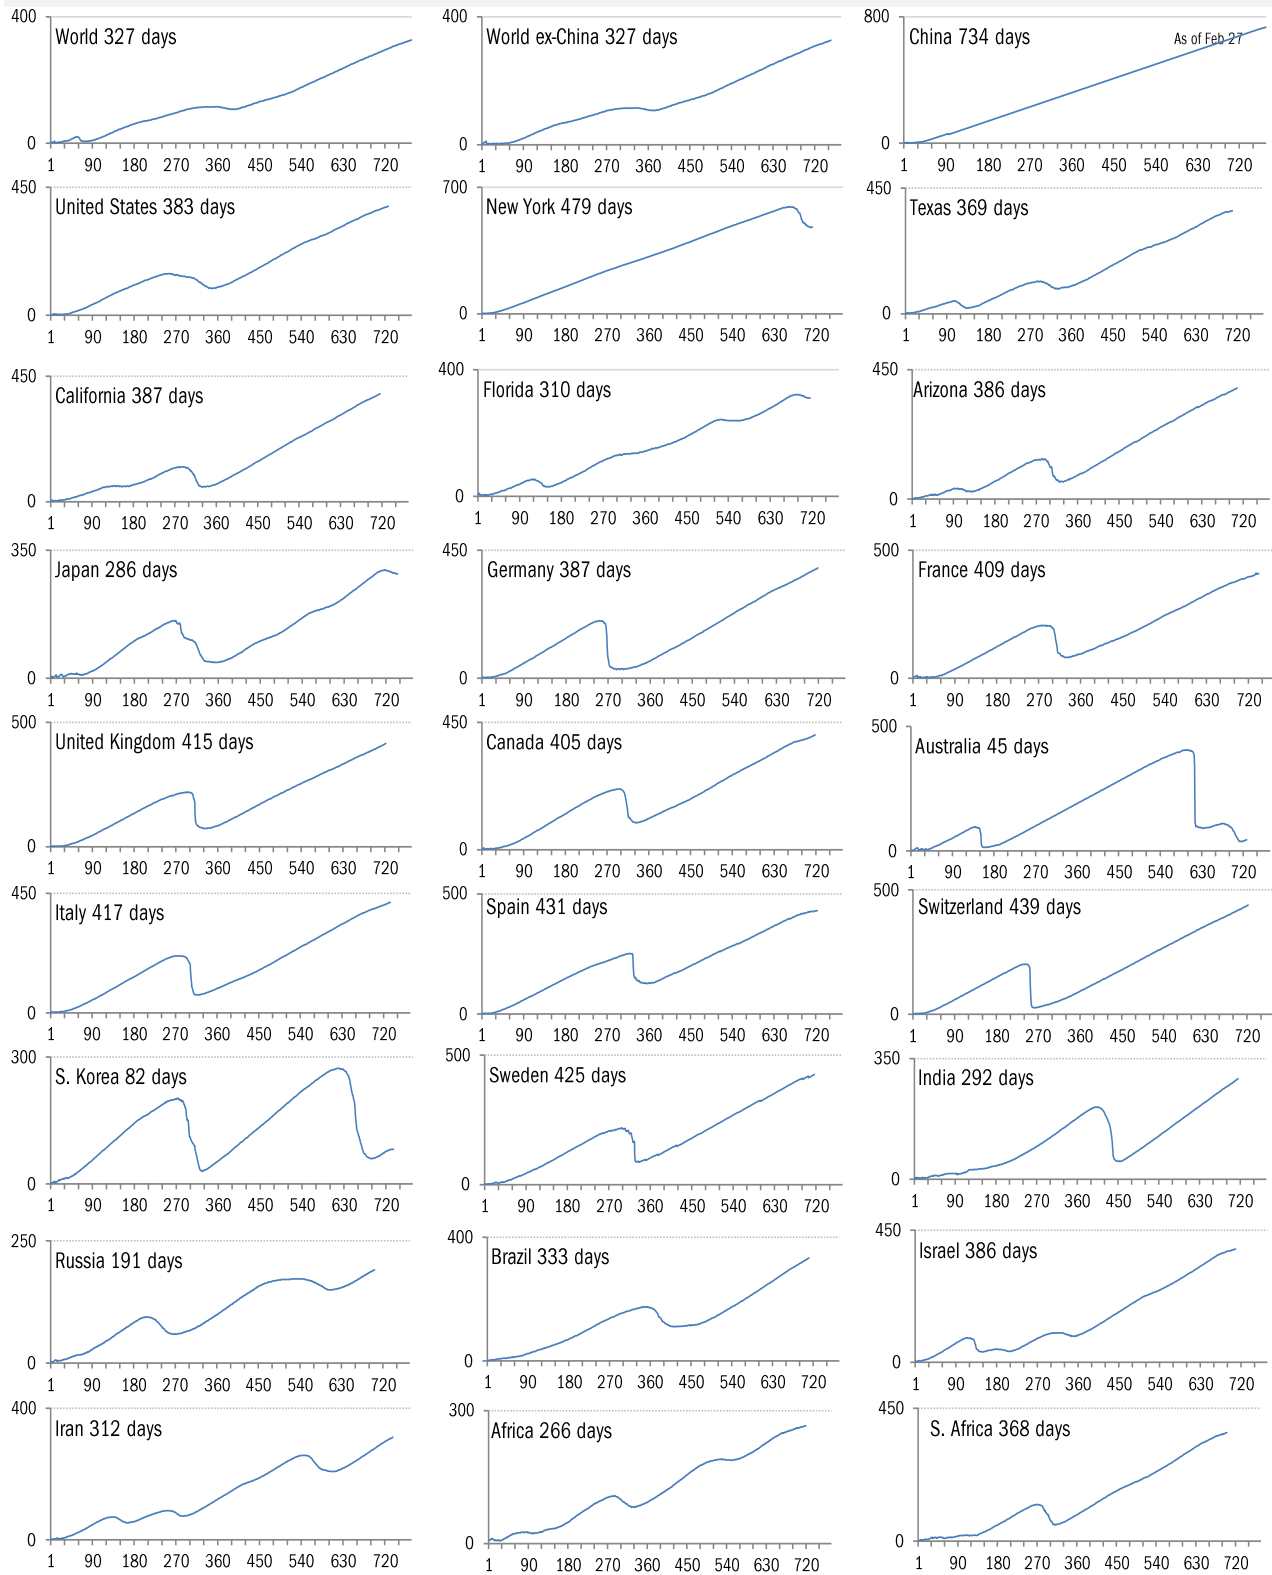 400
World 327 days
0
1 90 180 270 360 450 540 630 720
400
World ex-China 327 days
0
1 90 180 270 360 450 540 630 720
800
China 734 days
As of Feb 27
0
1 90 180 270 360 450 540 630 720
450
United States 383 days
0
1 90 180 270 360 450 540 630 720
700
New York 479 days
0
1 90 180 270 360 450 540 630 720
450
Texas 369 days
0
1 90 180 270 360 450 540 630 720
450
California 387 days
0
1 90 180 270 360 450 540 630 720
400
Florida 310 days
0
1 90 180 270 360 450 540 630 720
450
Arizona 386 days
0
1 90 180 270 360 450 540 630 720
350
Japan 286 days
0
1 90 180 270 360 450 540 630 720
450
Germany 387 days
0
1 90 180 270 360 450 540 630 720
500
France 409 days
0
1 90 180 270 360 450 540 630 720
500
United Kingdom 415 days
0
1 90 180 270 360 450 540 630 720
450
Canada 405 days
0
1 90 180 270 360 450 540 630 720
500
Australia 45 days
0
1 90 180 270 360 450 540 630 720
450
Italy 417 days
0
1 90 180 270 360 450 540 630 720
500
Spain 431 days
0
1 90 180 270 360 450 540 630 720
500
Switzerland 439 days
0
1 90 180 270 360 450 540 630 720
300
S. Korea 82 days
0
1 90 180 270 360 450 540 630 720
500
Sweden 425 days
0
1 90 180 270 360 450 540 630 720
350
India 292 days
0
1 90 180 270 360 450 540 630 720
250
Russia 191 days
0
1 90 180 270 360 450 540 630 720
400
Brazil 333 days
0
1 90 180 270 360 450 540 630 720
450
Israel 386 days
0
1 90 180 270 360 450 540 630 720
400
Iran 312 days
0
1 90 180 270 360 450 540 630 720
300
Africa 266 days
0
1 90 180 270 360 450 540 630 720
450
S. Africa 368 days
0
1 90 180 270 360 450 540 630 720